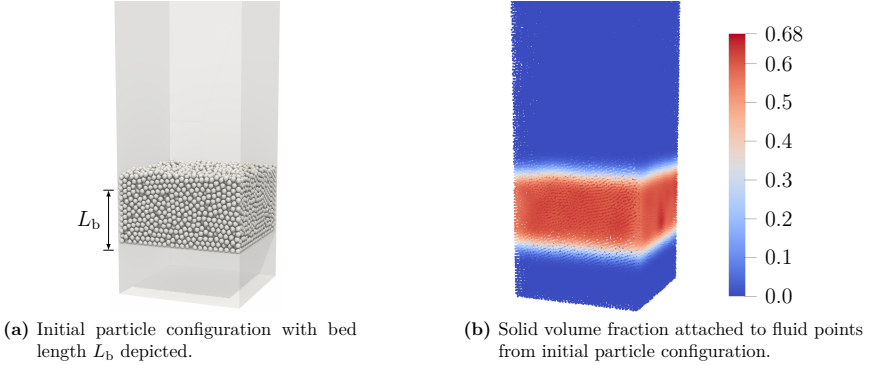 L_b
0.68
0.6
0.5
0.4
0.3
0.2
0.1
0.0
(a) Initial particle configuration with bed
length L_b depicted.
(b) Solid volume fraction attached to fluid points
from initial particle configuration.